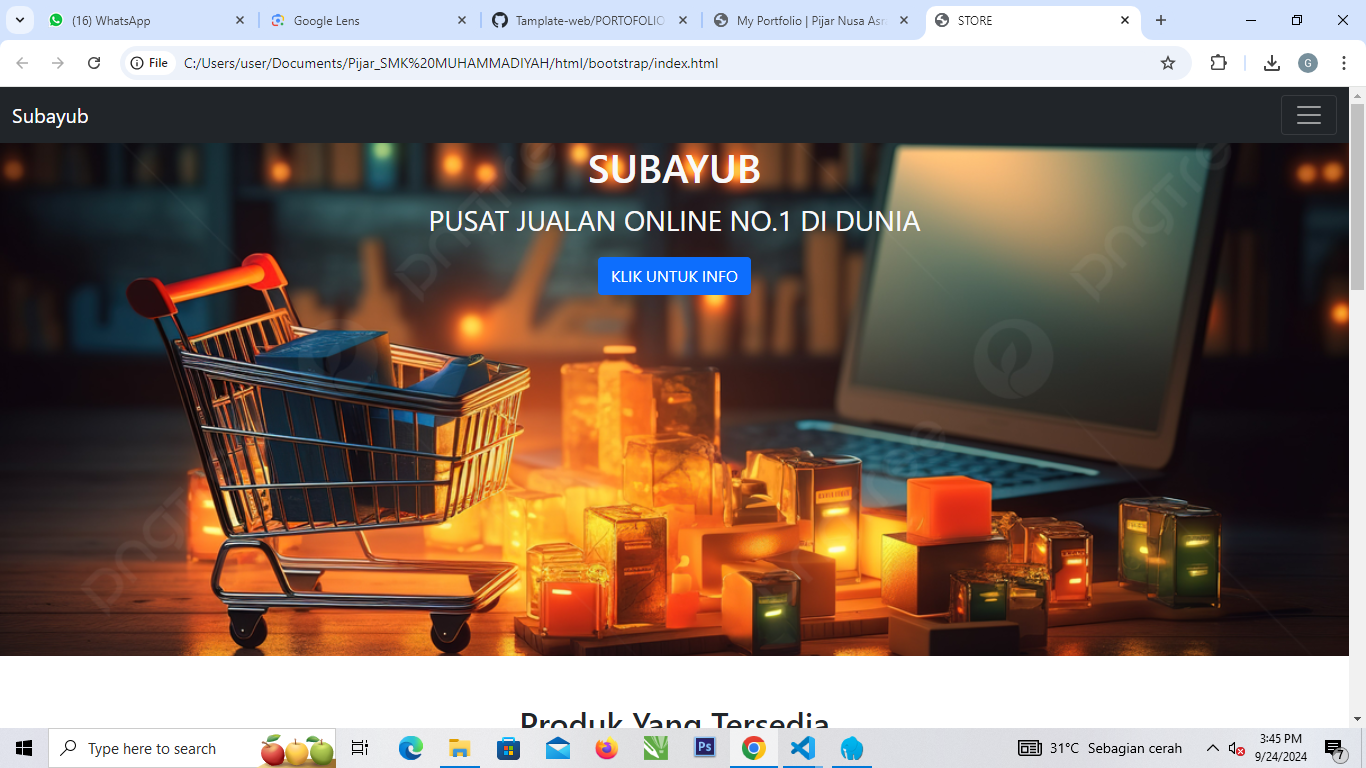 (16) WhatsApp
Google Lens
Tamplate-web/PORTOFOLIO
My Portfolio | Pijar Nusa Asr
STORE
File
C:/Users/user/Documents/Pijar_SMK%20MUHAMMADIYAH/html/bootstrap/index.html
G
Subayub
SUBAYUB
PUSAT JUALAN ONLINE NO.1 DI DUNIA
KLIK UNTUK INFO
pngtree
Produk Yang Tersedia
Type here to search
Ps
31°C Sebagian cerah
3:45 PM
9/24/2024
7